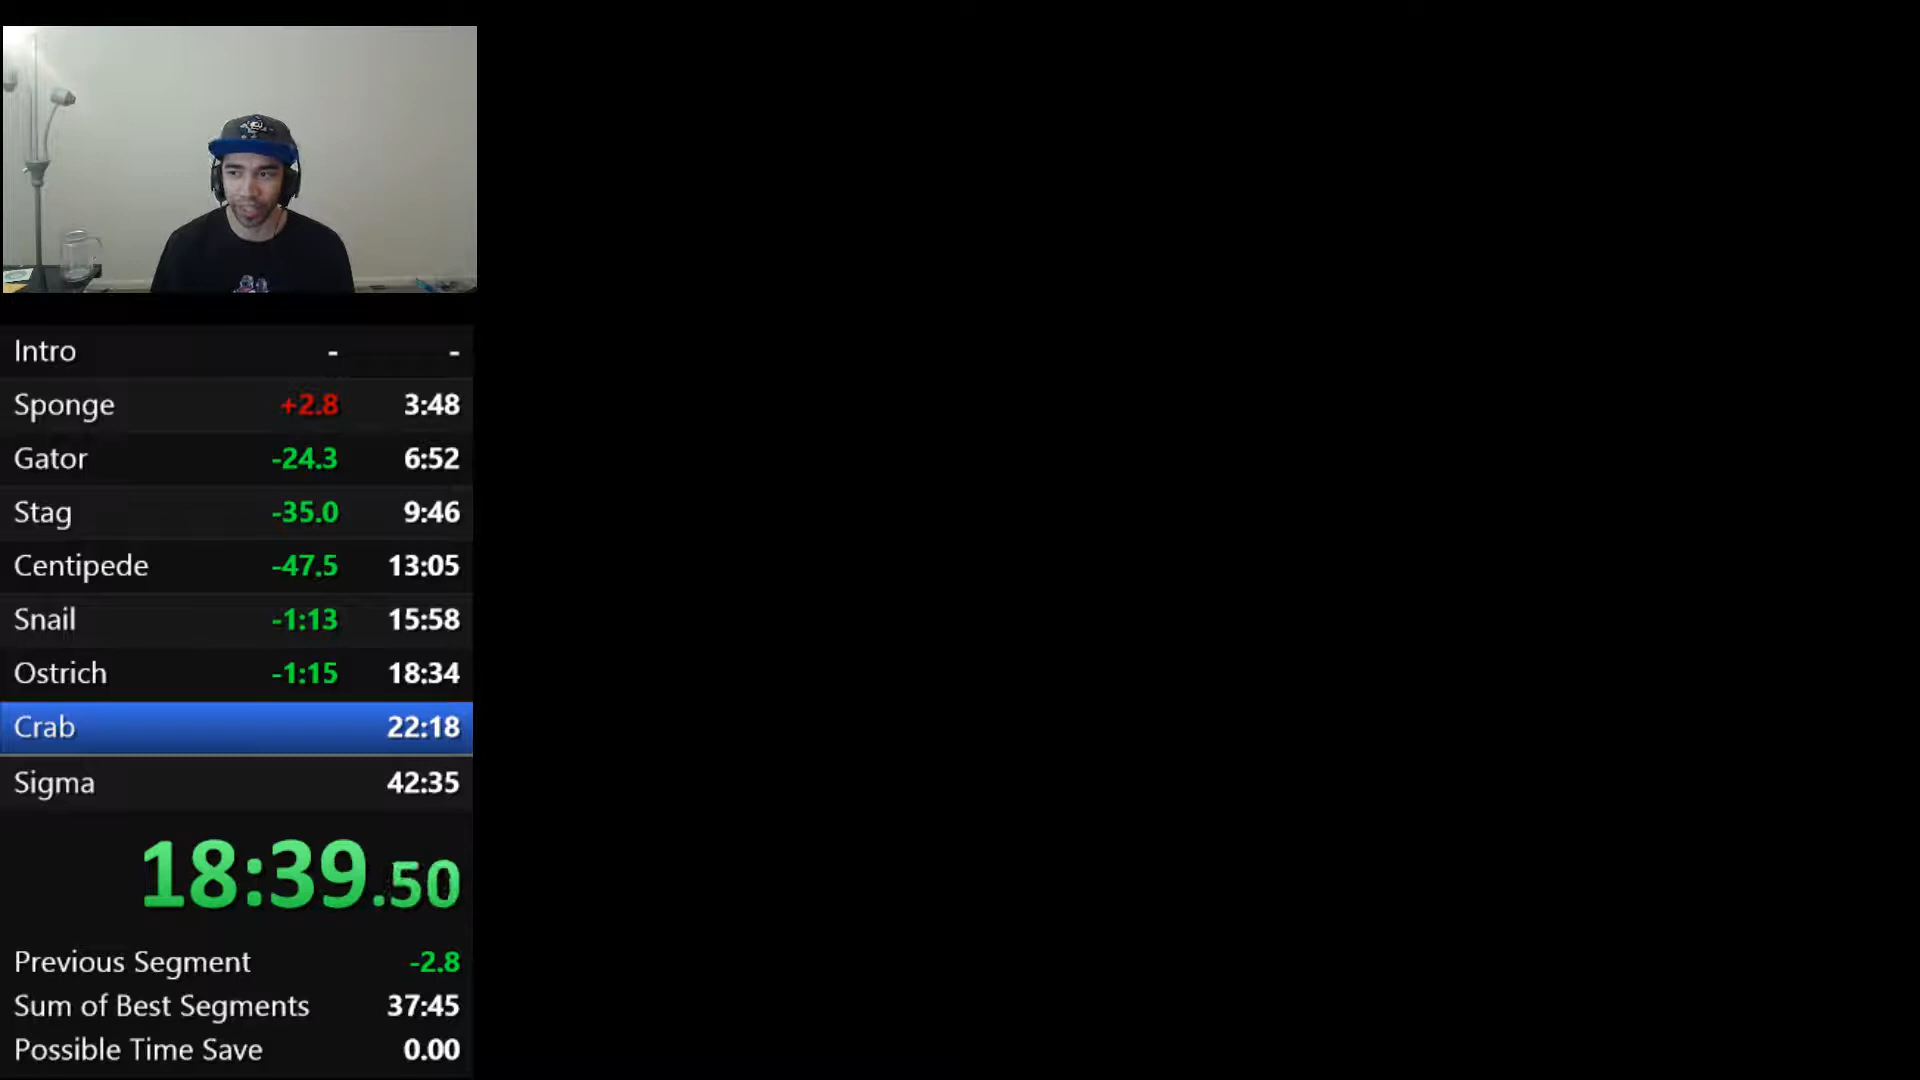 Intro - -
Sponge +2.8 3:48
Gator -24.3 6:52
Stag -35.0 9:46
Centipede -47.5 13:05
Snail -1:13 15:58
Ostrich -1:15 18:34
Crab 22:18
Sigma 42:35
18:39.50
Previous Segment -2.8
Sum of Best Segments 37:45
Possible Time Save 0.00